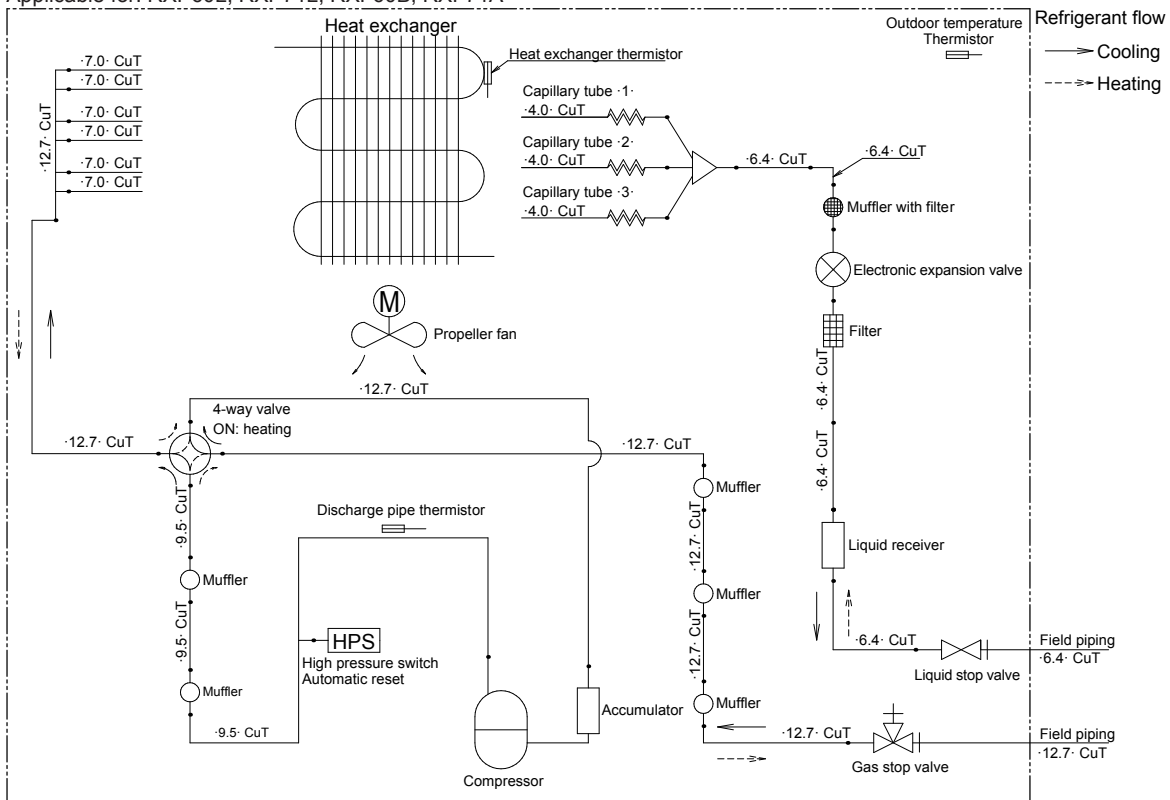 Heat exchanger
Outdoor temperature
Thermistor
Refrigerant flow
Cooling
Heating
Heat exchanger thermistor
·7.0· CuT
·7.0· CuT
·7.0· CuT
·7.0· CuT
·7.0· CuT
·7.0· CuT
·12.7· CuT
Capillary tube ·1·
·4.0· CuT
Capillary tube ·2·
·4.0· CuT
Capillary tube ·3·
·4.0· CuT
·6.4· CuT
·6.4· CuT
Muffler with filter
Electronic expansion valve
Filter
M
Propeller fan
·6.4· CuT
·12.7· CuT
4-way valve
ON: heating
·12.7· CuT
·12.7· CuT
·6.4· CuT
·9.5· CuT
Muffler
Discharge pipe thermistor
·12.7· CuT
Liquid receiver
Muffler
Muffler
·9.5· CuT
HPS
High pressure switch
Automatic reset
·12.7· CuT
·6.4· CuT
Field piping
·6.4· CuT
Liquid stop valve
Muffler
Muffler
Accumulator
·9.5· CuT
·12.7· CuT
Field piping
·12.7· CuT
Gas stop valve
Compressor